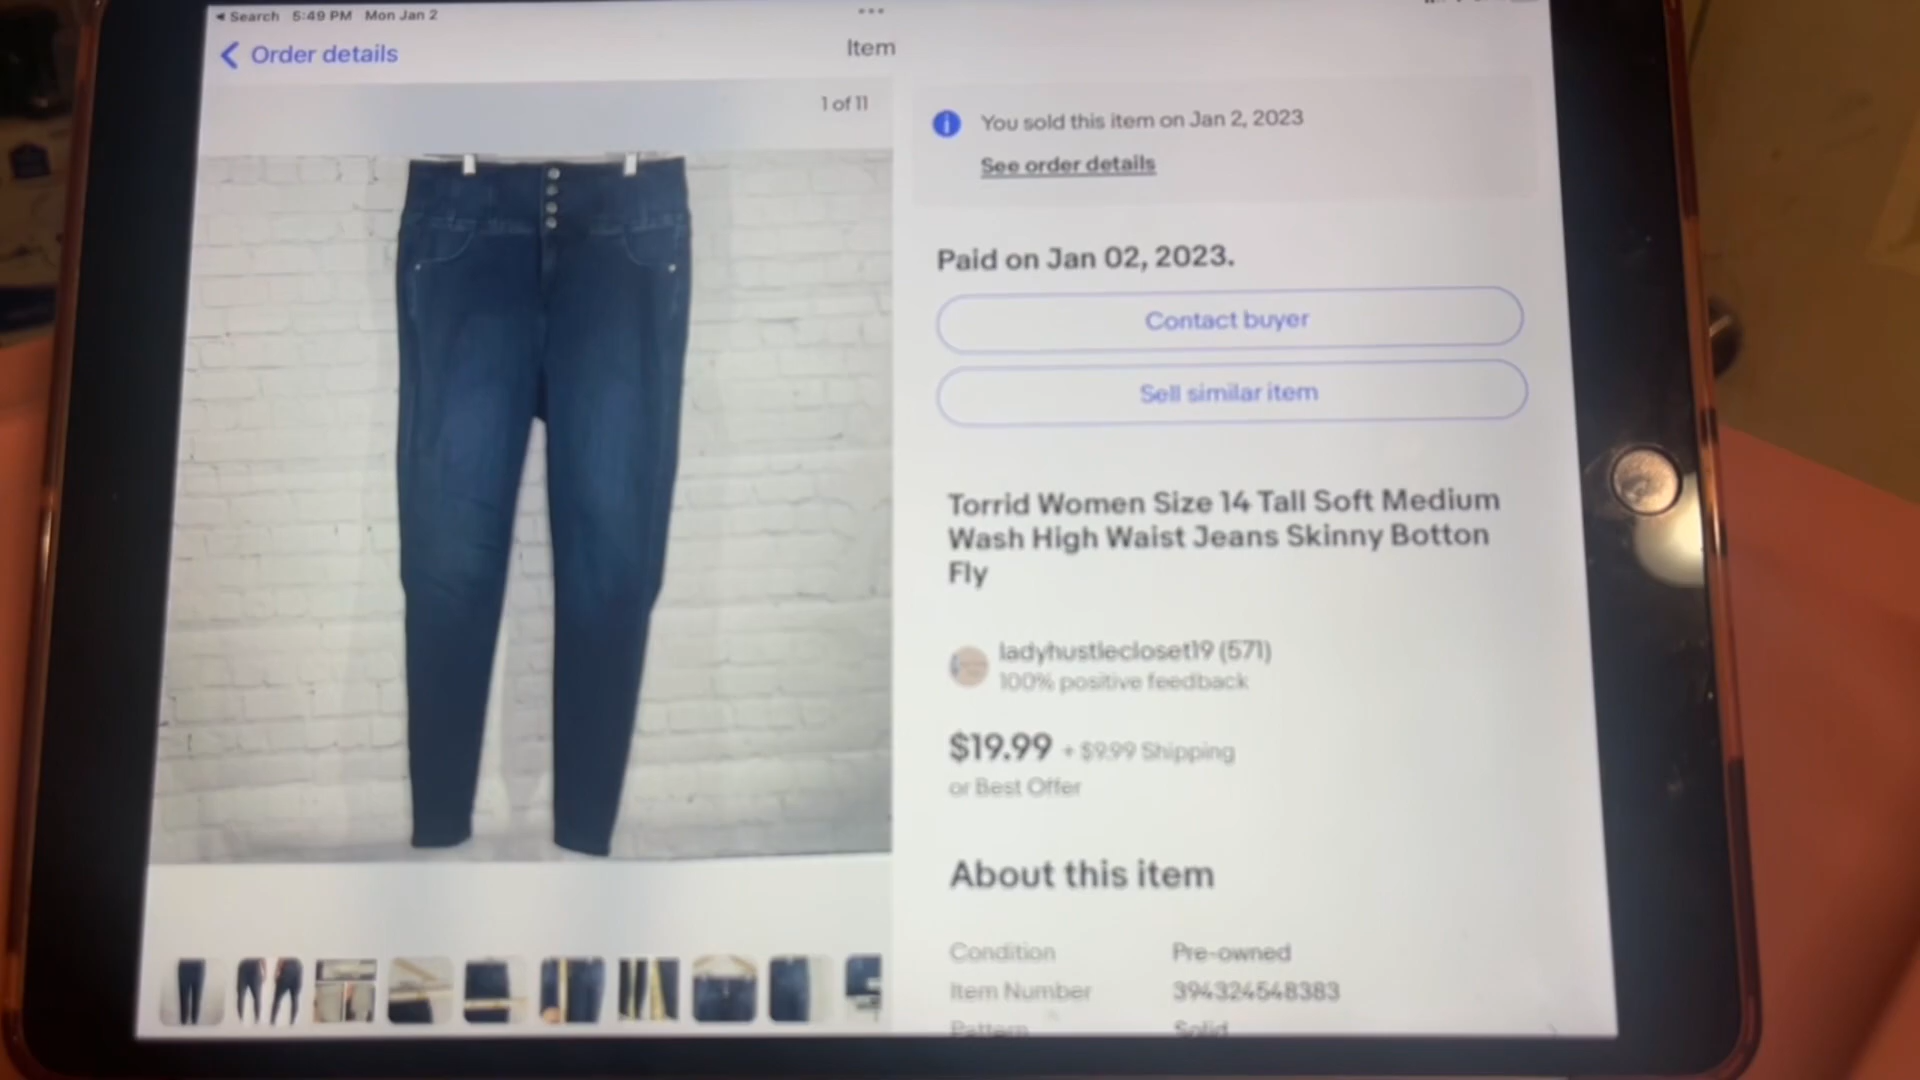 Search 5:49 PM Mon Jan 2
Order details
Item
1 of 11
You sold this item on Jan 2, 2023
See order details
Paid on Jan 02, 2023.
Contact buyer
Sell similar item
Torrid Women Size 14 Tall Soft Medium
Wash High Waist Jeans Skinny Botton
Fly
ladyhustlecloset19 (571)
100% positive feedback
$19.99 + $9.99 Shipping
or Best Offer
About this item
Condition Pre-owned
Item Number 394324548383
Pattern Solid